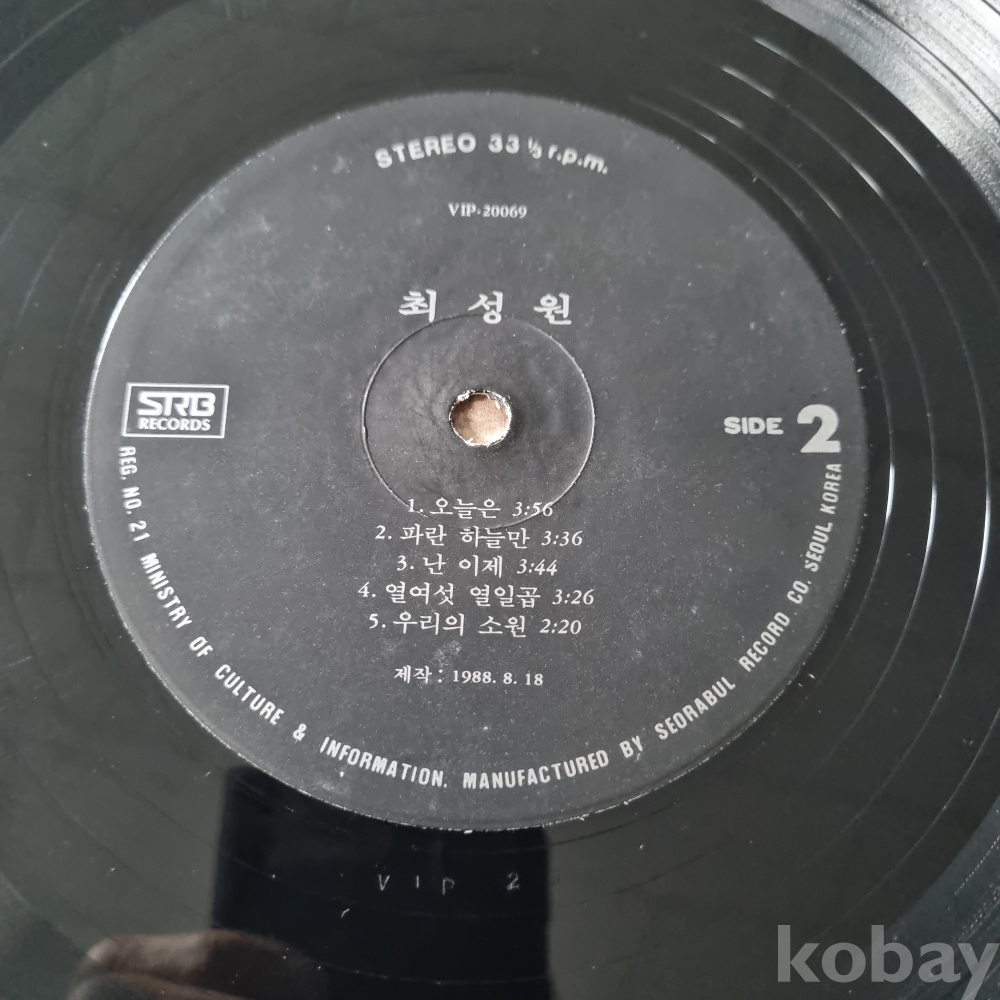 STEREO 33 ⅓ r.p.m.
VIP-20069
최성원
SRB
RECORDS
SIDE 2
1. 오늘은 3:56
2. 파란 하늘만 3:36
3. 난 이제 3:44
4. 열여섯 열일곱 3:26
5. 우리의 소원 2:20
제작 : 1988. 8. 18
REG. NO. 21 MINISTRY OF CULTURE & INFORMATION. MANUFACTURED BY SEORABUL RECORD CO. SEOUL KOREA
VIP 2
kobay